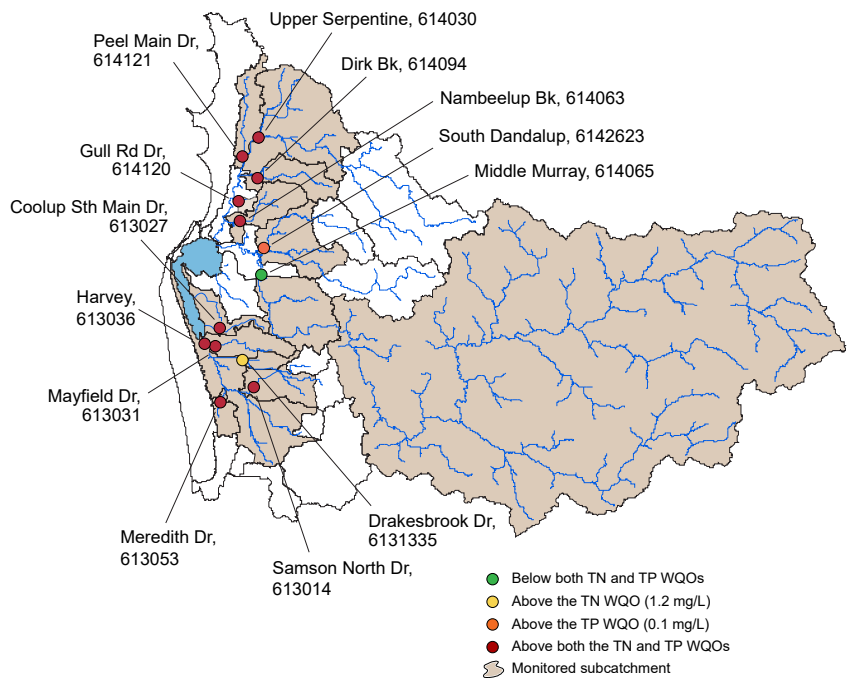 Upper Serpentine, 614030
Peel Main Dr,
614121
Dirk Bk, 614094
Nambeelup Bk, 614063
South Dandalup, 6142623
Gull Rd Dr,
614120
Middle Murray, 614065
Coolup Sth Main Dr,
613027
Harvey,
613036
Mayfield Dr,
613031
Meredith Dr,
613053
Samson North Dr,
613014
Drakesbrook Dr,
6131335
Below both TN and TP WQOs
Above the TN WQO (1.2 mg/L)
Above the TP WQO (0.1 mg/L)
Above both the TN and TP WQOs
Monitored subcatchment